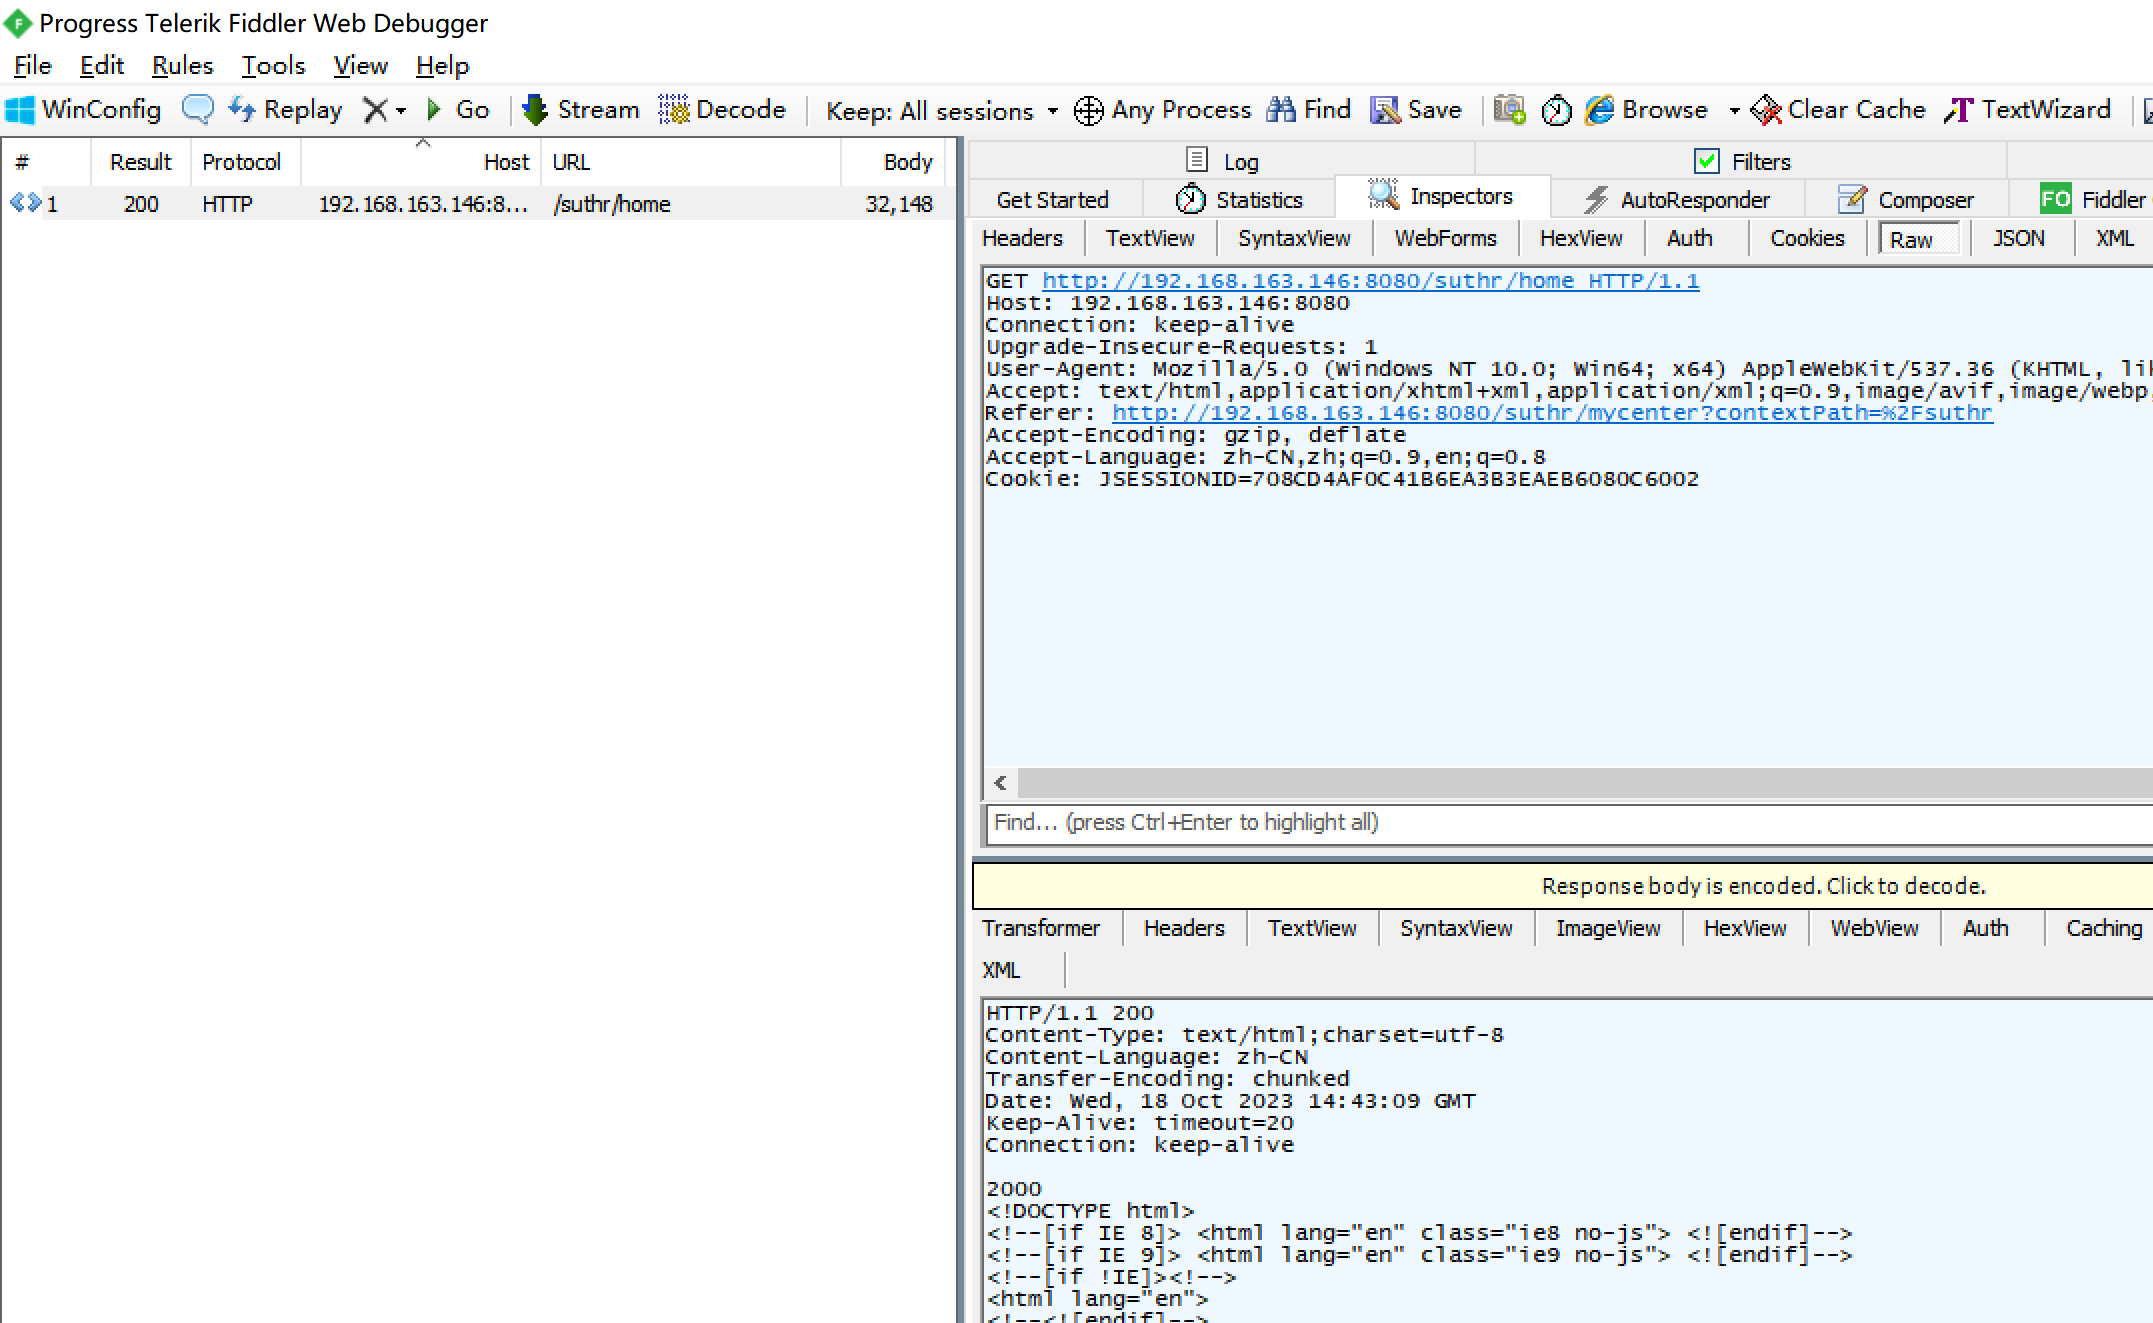 Progress Telerik Fiddler Web Debugger
File Edit Rules Tools View Help
WinConfig Replay Go Stream Decode Keep: All sessions Any Process Find Save Browse Clear Cache TextWizard
# Result Protocol Host URL Body
1 200 HTTP 192.168.163.146:8... /suthr/home 32,148
Log Filters
Get Started Statistics Inspectors AutoResponder Composer FO Fiddler
Headers TextView SyntaxView WebForms HexView Auth Cookies Raw JSON XML
GET http://192.168.163.146:8080/suthr/home HTTP/1.1
Host: 192.168.163.146:8080
Connection: keep-alive
Upgrade-Insecure-Requests: 1
User-Agent: Mozilla/5.0 (Windows NT 10.0; Win64; x64) AppleWebKit/537.36 (KHTML, lik
Accept: text/html,application/xhtml+xml,application/xml;q=0.9,image/avif,image/webp,
Referer: http://192.168.163.146:8080/suthr/mycenter?contextPath=%2Fsuthr
Accept-Encoding: gzip, deflate
Accept-Language: zh-CN,zh;q=0.9,en;q=0.8
Cookie: JSESSIONID=708CD4AF0C41B6EA3B3EAEB6080C6002
Find... (press Ctrl+Enter to highlight all)
Response body is encoded. Click to decode.
Transformer Headers TextView SyntaxView ImageView HexView WebView Auth Caching
XML
HTTP/1.1 200
Content-Type: text/html;charset=utf-8
Content-Language: zh-CN
Transfer-Encoding: chunked
Date: Wed, 18 Oct 2023 14:43:09 GMT
Keep-Alive: timeout=20
Connection: keep-alive
2000
<!DOCTYPE html>
<!--[if IE 8]> <html lang="en" class="ie8 no-js"> <![endif]-->
<!--[if IE 9]> <html lang="en" class="ie9 no-js"> <![endif]-->
<!--[if !IE]><!-->
<html lang="en">
<!--<![endif]-->